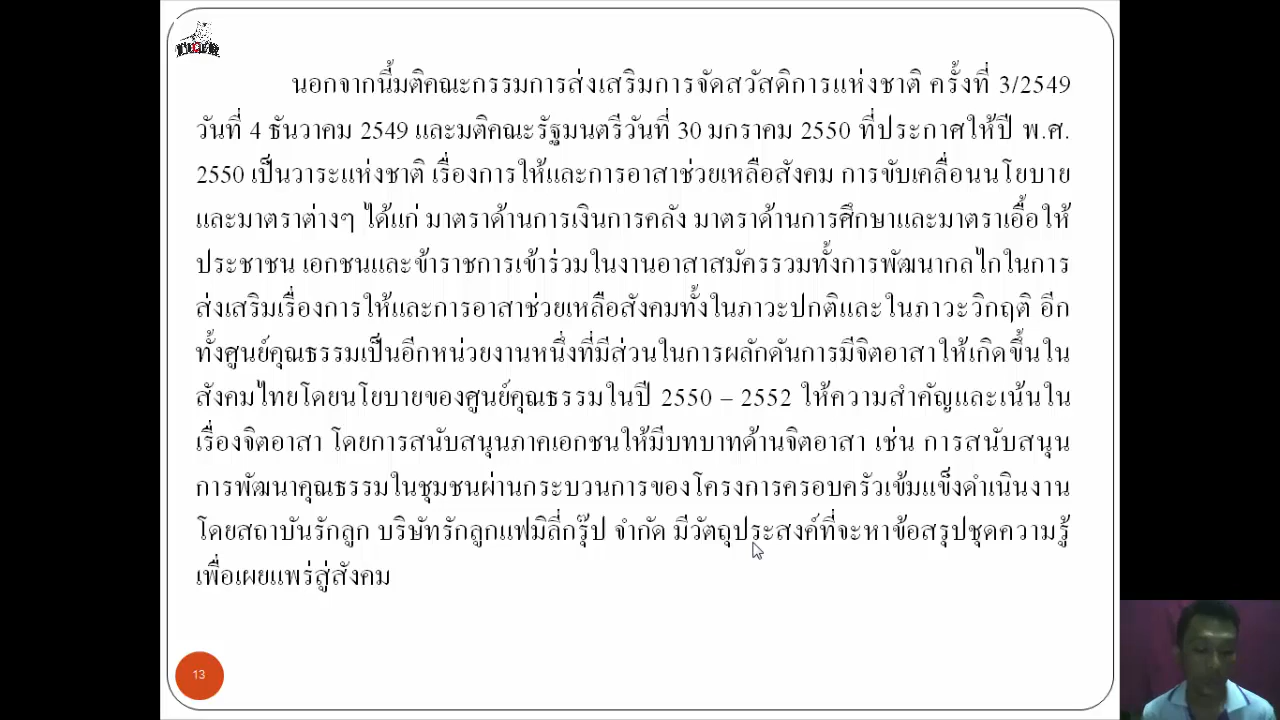 นอกจากนี้มติคณะกรรมการส่งเสริมการจัดสวัสดิการแห่งชาติ ครั้งที่ 3/2549
วันที่ 4 ธันวาคม 2549 และมติคณะรัฐมนตรีวันที่ 30 มกราคม 2550 ที่ประกาศให้ปี พ.ศ.
2550 เป็นวาระแห่งชาติ เรื่องการให้และการอาสาช่วยเหลือสังคม การขับเคลื่อนนโยบาย
และมาตราต่างๆ ได้แก่ มาตราด้านการเงินการคลัง มาตราด้านการศึกษาและมาตราเอื้อให้
ประชาชน เอกชนและข้าราชการเข้าร่วมในงานอาสาสมัครรวมทั้งการพัฒนากลไกในการ
ส่งเสริมเรื่องการให้และการอาสาช่วยเหลือสังคมทั้งในภาวะปกติและในภาวะวิกฤติ อีก
ทั้งศูนย์คุณธรรมเป็นอีกหน่วยงานหนึ่งที่มีส่วนในการผลักดันการมีจิตอาสาให้เกิดขึ้นใน
สังคมไทยโดยนโยบายของศูนย์คุณธรรมในปี 2550 – 2552 ให้ความสำคัญและเน้นใน
เรื่องจิตอาสา โดยการสนับสนุนภาคเอกชนให้มีบทบาทด้านจิตอาสา เช่น การสนับสนุน
การพัฒนาคุณธรรมในชุมชนผ่านกระบวนการของโครงการครอบครัวเข้มแข็งดำเนินงาน
โดยสถาบันรักลูก บริษัทรักลูกแฟมิลี่กรุ๊ป จำกัด มีวัตถุประสงค์ที่จะหาข้อสรุปชุดความรู้
เพื่อเผยแพร่สู่สังคม
13